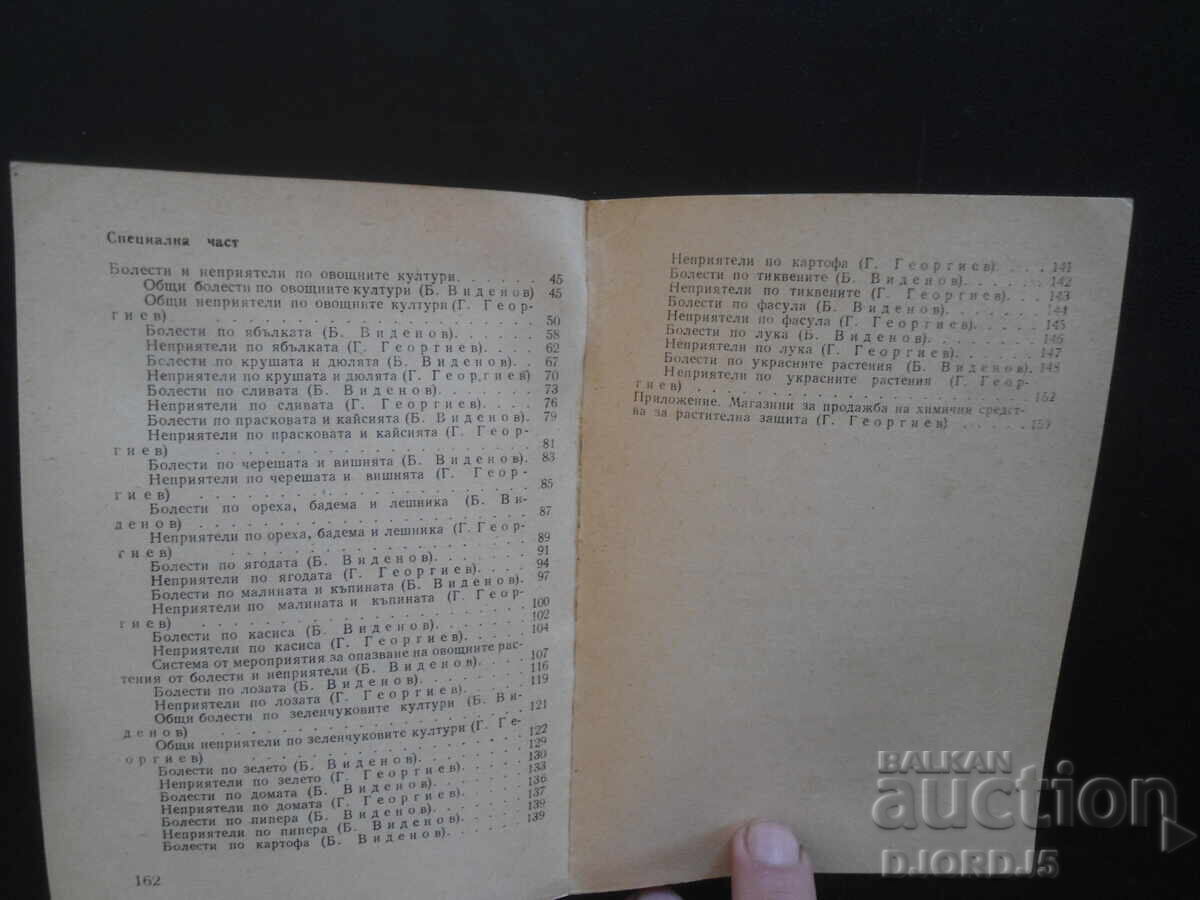 Специална част
Болести и неприятели по овощните култури. . . . . . . 45
Общи болести по овощните култури (Б. Виденов) 45
Общи неприятели по овощните култури (Г. Геор-
гиев) . . . . . . . . . . . . . . . . . . 50
Болести по ябълката (Б. Виденов). . . . . . . 58
Неприятели по ябълката (Г. Георгиев). . . . . 62
Болести по крушата и дюлята (Б. Виденов). . . 67
Неприятели по крушата и дюлята (Г. Георгиев) 70
Болести по сливата (Б. Виденов) . . . . . . . 73
Неприятели по сливата (Г. Георгиев). . . . . . 76
Болести по прасковата и кайсията (Б. Виденов). 79
Неприятели по прасковата и кайсията (Г. Геор-
гиев) . . . . . . . . . . . . . . . . . . 81
Болести по черешата и вишнята (Б. Виденов). 83
Неприятели по черешата и вишнята (Г. Геор-
гиев) . . . . . . . . . . . . . . . . . . 85
Болести по ореха, бадема и лешника (Б. Ви-
денов) . . . . . . . . . . . . . . . . . . 87
Неприятели по ореха, бадема и лешника (Г. Геор-
гиев) . . . . . . . . . . . . . . . . . . 89
Болести по ягодата (Б. Виденов). . . . . . . . 91
Неприятели по ягодата (Г. Георгиев). . . . . . 94
Болести по малината и къпината (Б. Виденов). 97
Неприятели по малината и къпината (Г. Геор-
гиев) . . . . . . . . . . . . . . . . . . 100
Болести по касиса (Б. Виденов). . . . . . . . 102
Неприятели по касиса (Г. Георгиев). . . . . . 104
Система от мероприятия за опазване на овощните рас-
тения от болести и неприятели (Б. Виденов). . . . 107
Болести по лозата (Б. Виденов). . . . . . . . 116
Неприятели по лозата (Г. Георгиев). . . . . . 119
Общи болести по зеленчуковите култури (Б. Ви-
денов) . . . . . . . . . . . . . . . . . . 121
Общи неприятели по зеленчуковите култури (Г. Ге-
оргиев) . . . . . . . . . . . . . . . . . 122
Болести по зелето (Б. Виденов). . . . . . . . 129
Неприятели по зелето (Г. Георгиев). . . . . . 130
Болести по домата (Б. Виденов) . . . . . . . 133
Неприятели по домата (Г. Георгиев). . . . . . 136
Болести по пипера (Б. Виденов). . . . . . . . 137
Неприятели по пипера (Б. Виденов). . . . . . 139
Болести по картофа (Б. Виденов). . . . . . . 139
162
Неприятели по картофа (Г. Георгиев). . . . 141
Болести по тиквените (Б. Виденов). . . . . 142
Неприятели по тиквените (Г. Георгиев). . . 143
Болести по фасула (Б. Виденов). . . . . . 144
Неприятели по фасула (Г. Георгиев). . . . 145
Болести по лука (Б. Виденов). . . . . . . 146
Неприятели по лука (Г. Георгиев). . . . . 147
Болести по украсните растения (Б. Виденов). 148
Неприятели по украсните растения (Г. Геор-
гиев) . . . . . . . . . . . . . . . . . . 152
Приложение. Магазини за продажба на химични средст-
ва за растителна защита (Г. Георгиев) . . . . . 159
BALKAN
auction
DJORDJ5